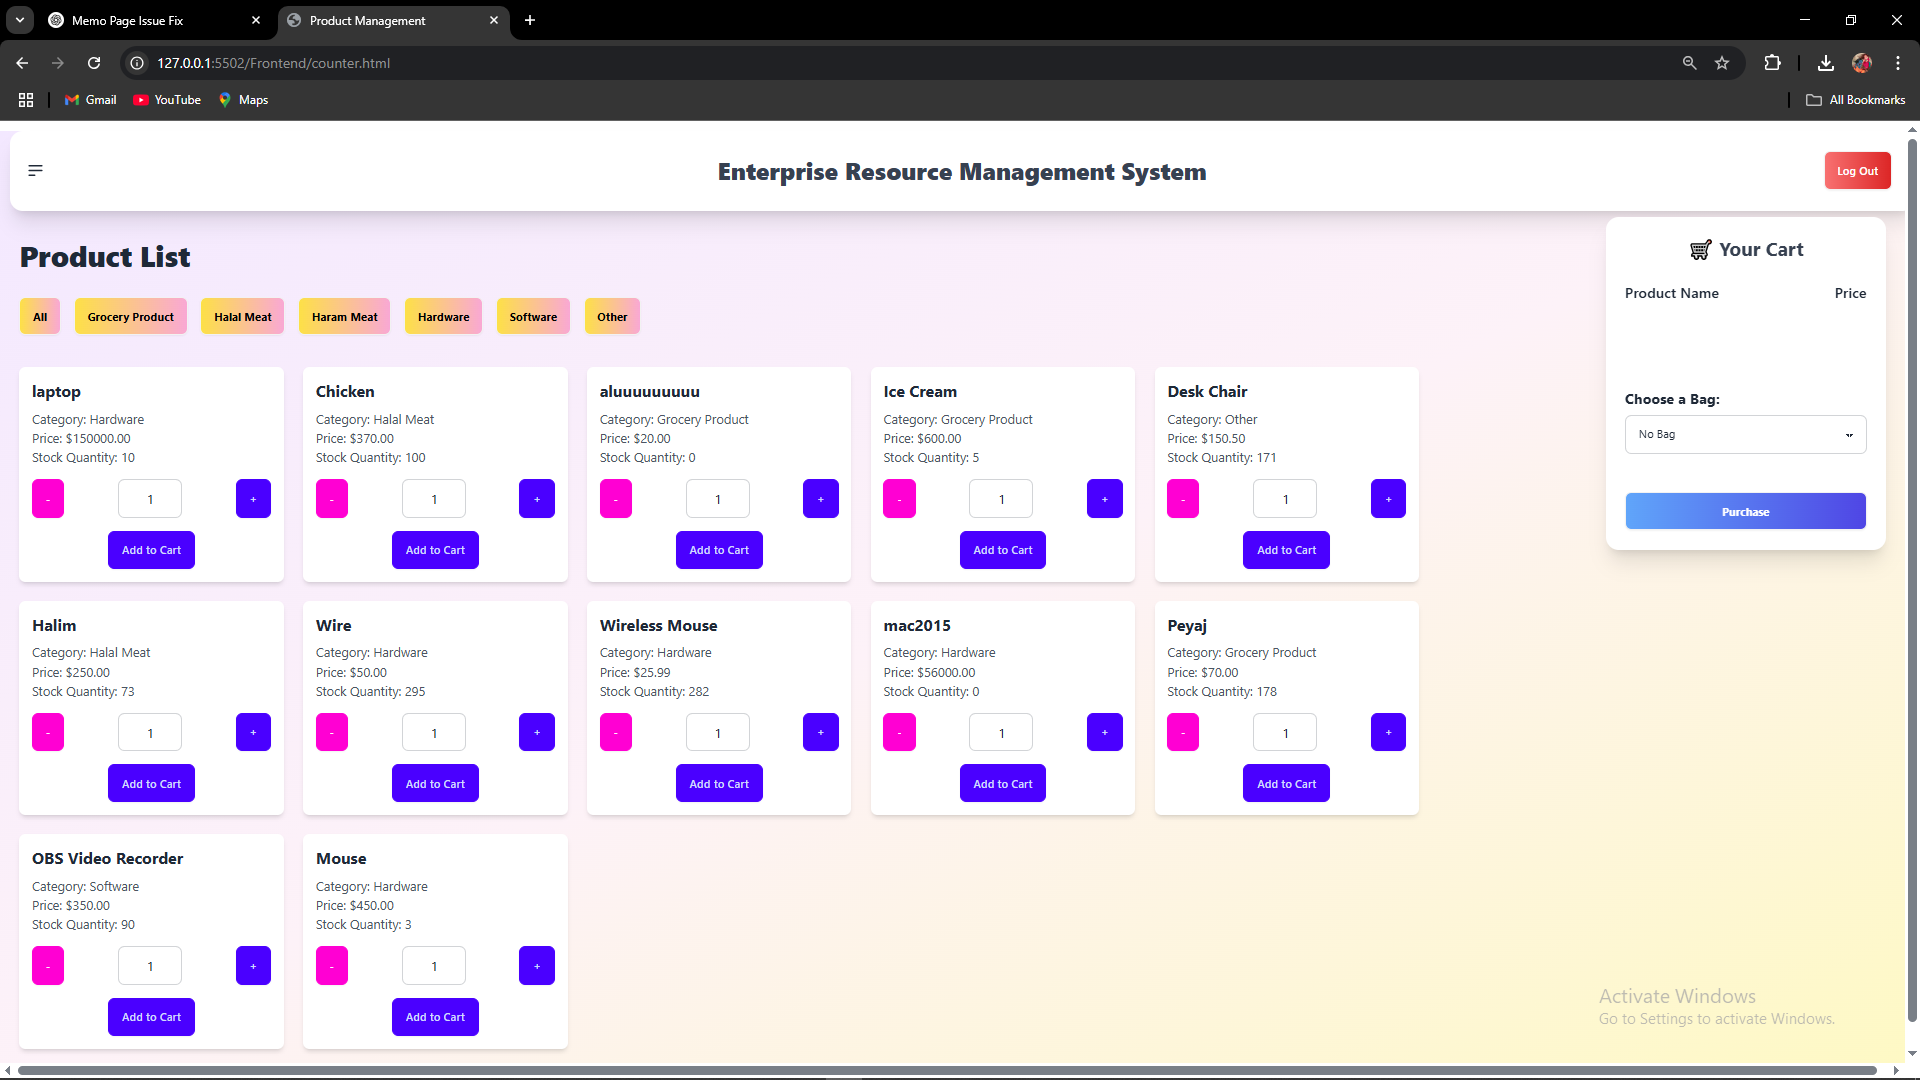 Memo Page Issue Fix
Product Management
127.0.0.1:5502/Frontend/counter.html
Gmail
YouTube
Maps
All Bookmarks
Enterprise Resource Management System
Log Out
Product List
All
Grocery Product
Halal Meat
Haram Meat
Hardware
Software
Other
laptop
Category: Hardware
Price: $150000.00
Stock Quantity: 10
-
1
+
Add to Cart
Chicken
Category: Halal Meat
Price: $370.00
Stock Quantity: 100
-
1
+
Add to Cart
aluuuuuuuuu
Category: Grocery Product
Price: $20.00
Stock Quantity: 0
-
1
+
Add to Cart
Ice Cream
Category: Grocery Product
Price: $600.00
Stock Quantity: 5
-
1
+
Add to Cart
Desk Chair
Category: Other
Price: $150.50
Stock Quantity: 171
-
1
+
Add to Cart
Halim
Category: Halal Meat
Price: $250.00
Stock Quantity: 73
-
1
+
Add to Cart
Wire
Category: Hardware
Price: $50.00
Stock Quantity: 295
-
1
+
Add to Cart
Wireless Mouse
Category: Hardware
Price: $25.99
Stock Quantity: 282
-
1
+
Add to Cart
mac2015
Category: Hardware
Price: $56000.00
Stock Quantity: 0
-
1
+
Add to Cart
Peyaj
Category: Grocery Product
Price: $70.00
Stock Quantity: 178
-
1
+
Add to Cart
OBS Video Recorder
Category: Software
Price: $350.00
Stock Quantity: 90
-
1
+
Add to Cart
Mouse
Category: Hardware
Price: $450.00
Stock Quantity: 3
-
1
+
Add to Cart
Your Cart
Product Name Price
Choose a Bag:
No Bag
Purchase
Activate Windows
Go to Settings to activate Windows.